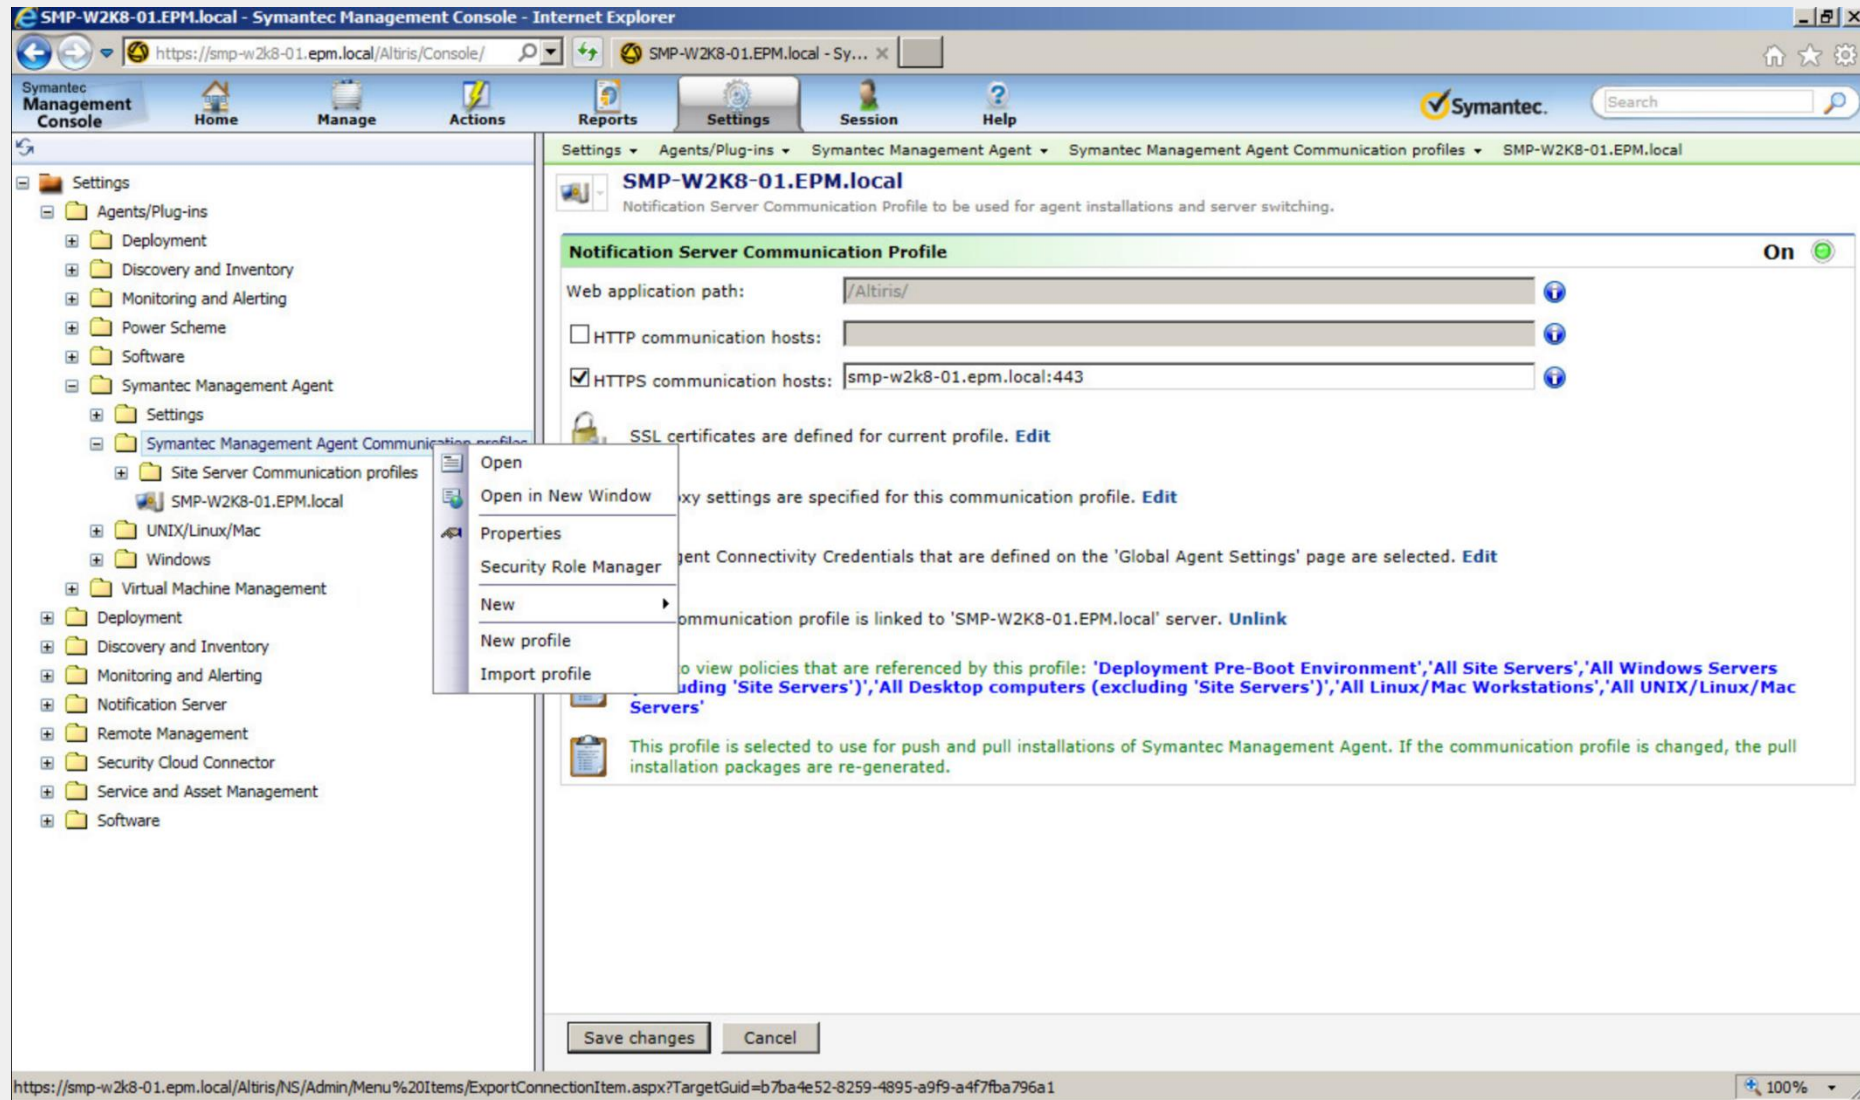 SMP-W2K8-01.EPM.local - Symantec Management Console - Internet Explorer
https://smp-w2k8-01.epm.local/Altiris/Console/
SMP-W2K8-01.EPM.local - Sy...
Symantec
Management
Console
Home
Manage
Actions
Reports
Settings
Session
Help
Symantec.
Search
Settings
Agents/Plug-ins
Symantec Management Agent
Symantec Management Agent Communication profiles
SMP-W2K8-01.EPM.local
Settings
Agents/Plug-ins
Deployment
Discovery and Inventory
Monitoring and Alerting
Power Scheme
Software
Symantec Management Agent
Settings
Symantec Management Agent Communication profiles
Site Server Communication profiles
SMP-W2K8-01.EPM.local
UNIX/Linux/Mac
Windows
Virtual Machine Management
Deployment
Discovery and Inventory
Monitoring and Alerting
Notification Server
Remote Management
Security Cloud Connector
Service and Asset Management
Software
Open
Open in New Window
Properties
Security Role Manager
New
New profile
Import profile
SMP-W2K8-01.EPM.local
Notification Server Communication Profile to be used for agent installations and server switching.
Notification Server Communication Profile
On
Web application path:
/Altiris/
HTTP communication hosts:
HTTPS communication hosts:
smp-w2k8-01.epm.local:443
SSL certificates are defined for current profile. Edit
settings are specified for this communication profile. Edit
Connectivity Credentials that are defined on the 'Global Agent Settings' page are selected. Edit
profile is linked to 'SMP-W2K8-01.EPM.local' server. Unlink
to view policies that are referenced by this profile: 'Deployment Pre-Boot Environment','All Site Servers','All Windows Servers
'Site Servers')','All Desktop computers (excluding 'Site Servers')','All Linux/Mac Workstations','All UNIX/Linux/Mac
Servers'
This profile is selected to use for push and pull installations of Symantec Management Agent. If the communication profile is changed, the pull
installation packages are re-generated.
Save changes
Cancel
https://smp-w2k8-01.epm.local/Altiris/NS/Admin/Menu%20Items/ExportConnectionItem.aspx?TargetGuid=b7ba4e52-8259-4895-a9f9-a4f7fba796a1
100%